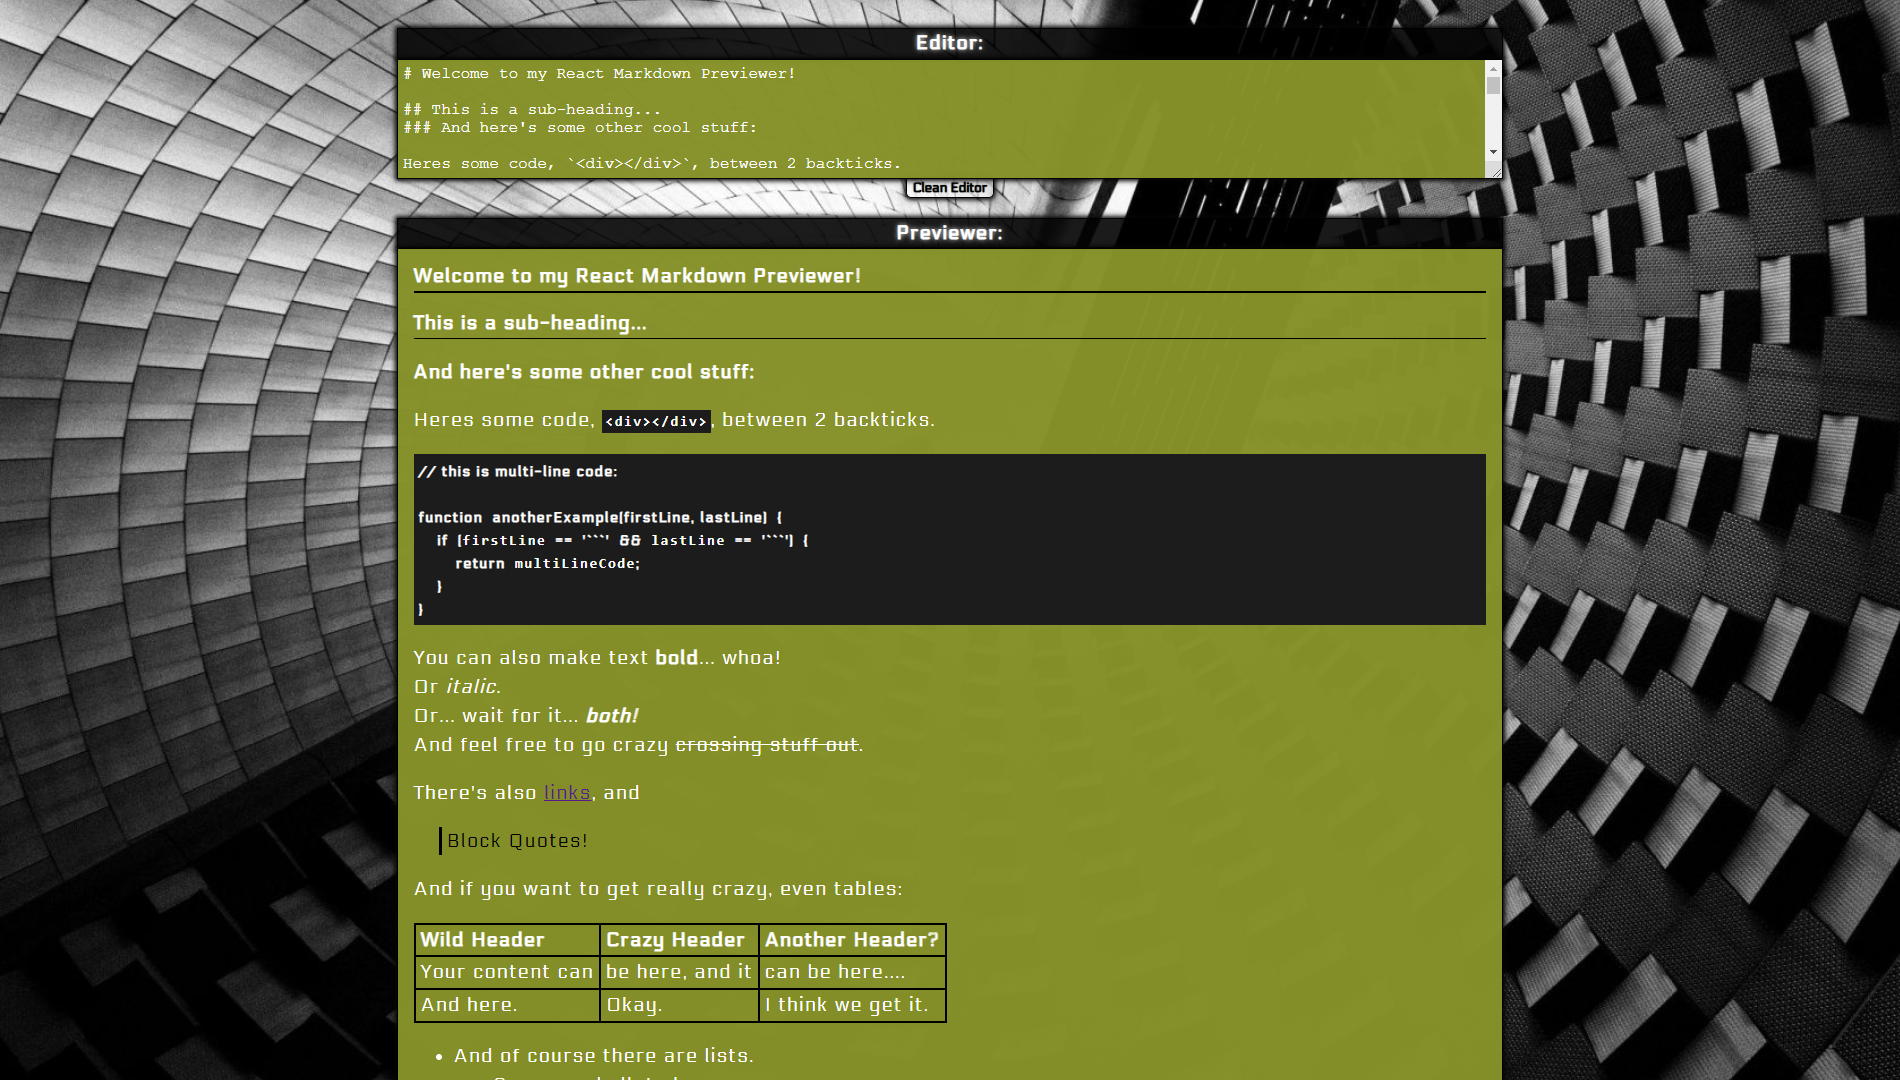 Editor:
# Welcome to my React Markdown Previewer!
## This is a sub-heading...
### And here's some other cool stuff:
Heres some code, `<div></div>`, between 2 backticks.
Clean Editor
Previewer:
Welcome to my React Markdown Previewer!
This is a sub-heading...
And here's some other cool stuff:
Heres some code, <div></div>, between 2 backticks.
// this is multi-line code:
function anotherExample(firstLine, lastLine) {
if (firstLine == '```' && lastLine == '```') {
return multiLineCode;
}
}
You can also make text bold... whoa!
Or italic.
Or... wait for it... both!
And feel free to go crazy crossing stuff out.
There's also links, and
Block Quotes!
And if you want to get really crazy, even tables:
Wild Header Crazy Header Another Header?
Your content can be here, and it can be here....
And here. Okay. I think we get it.
And of course there are lists.